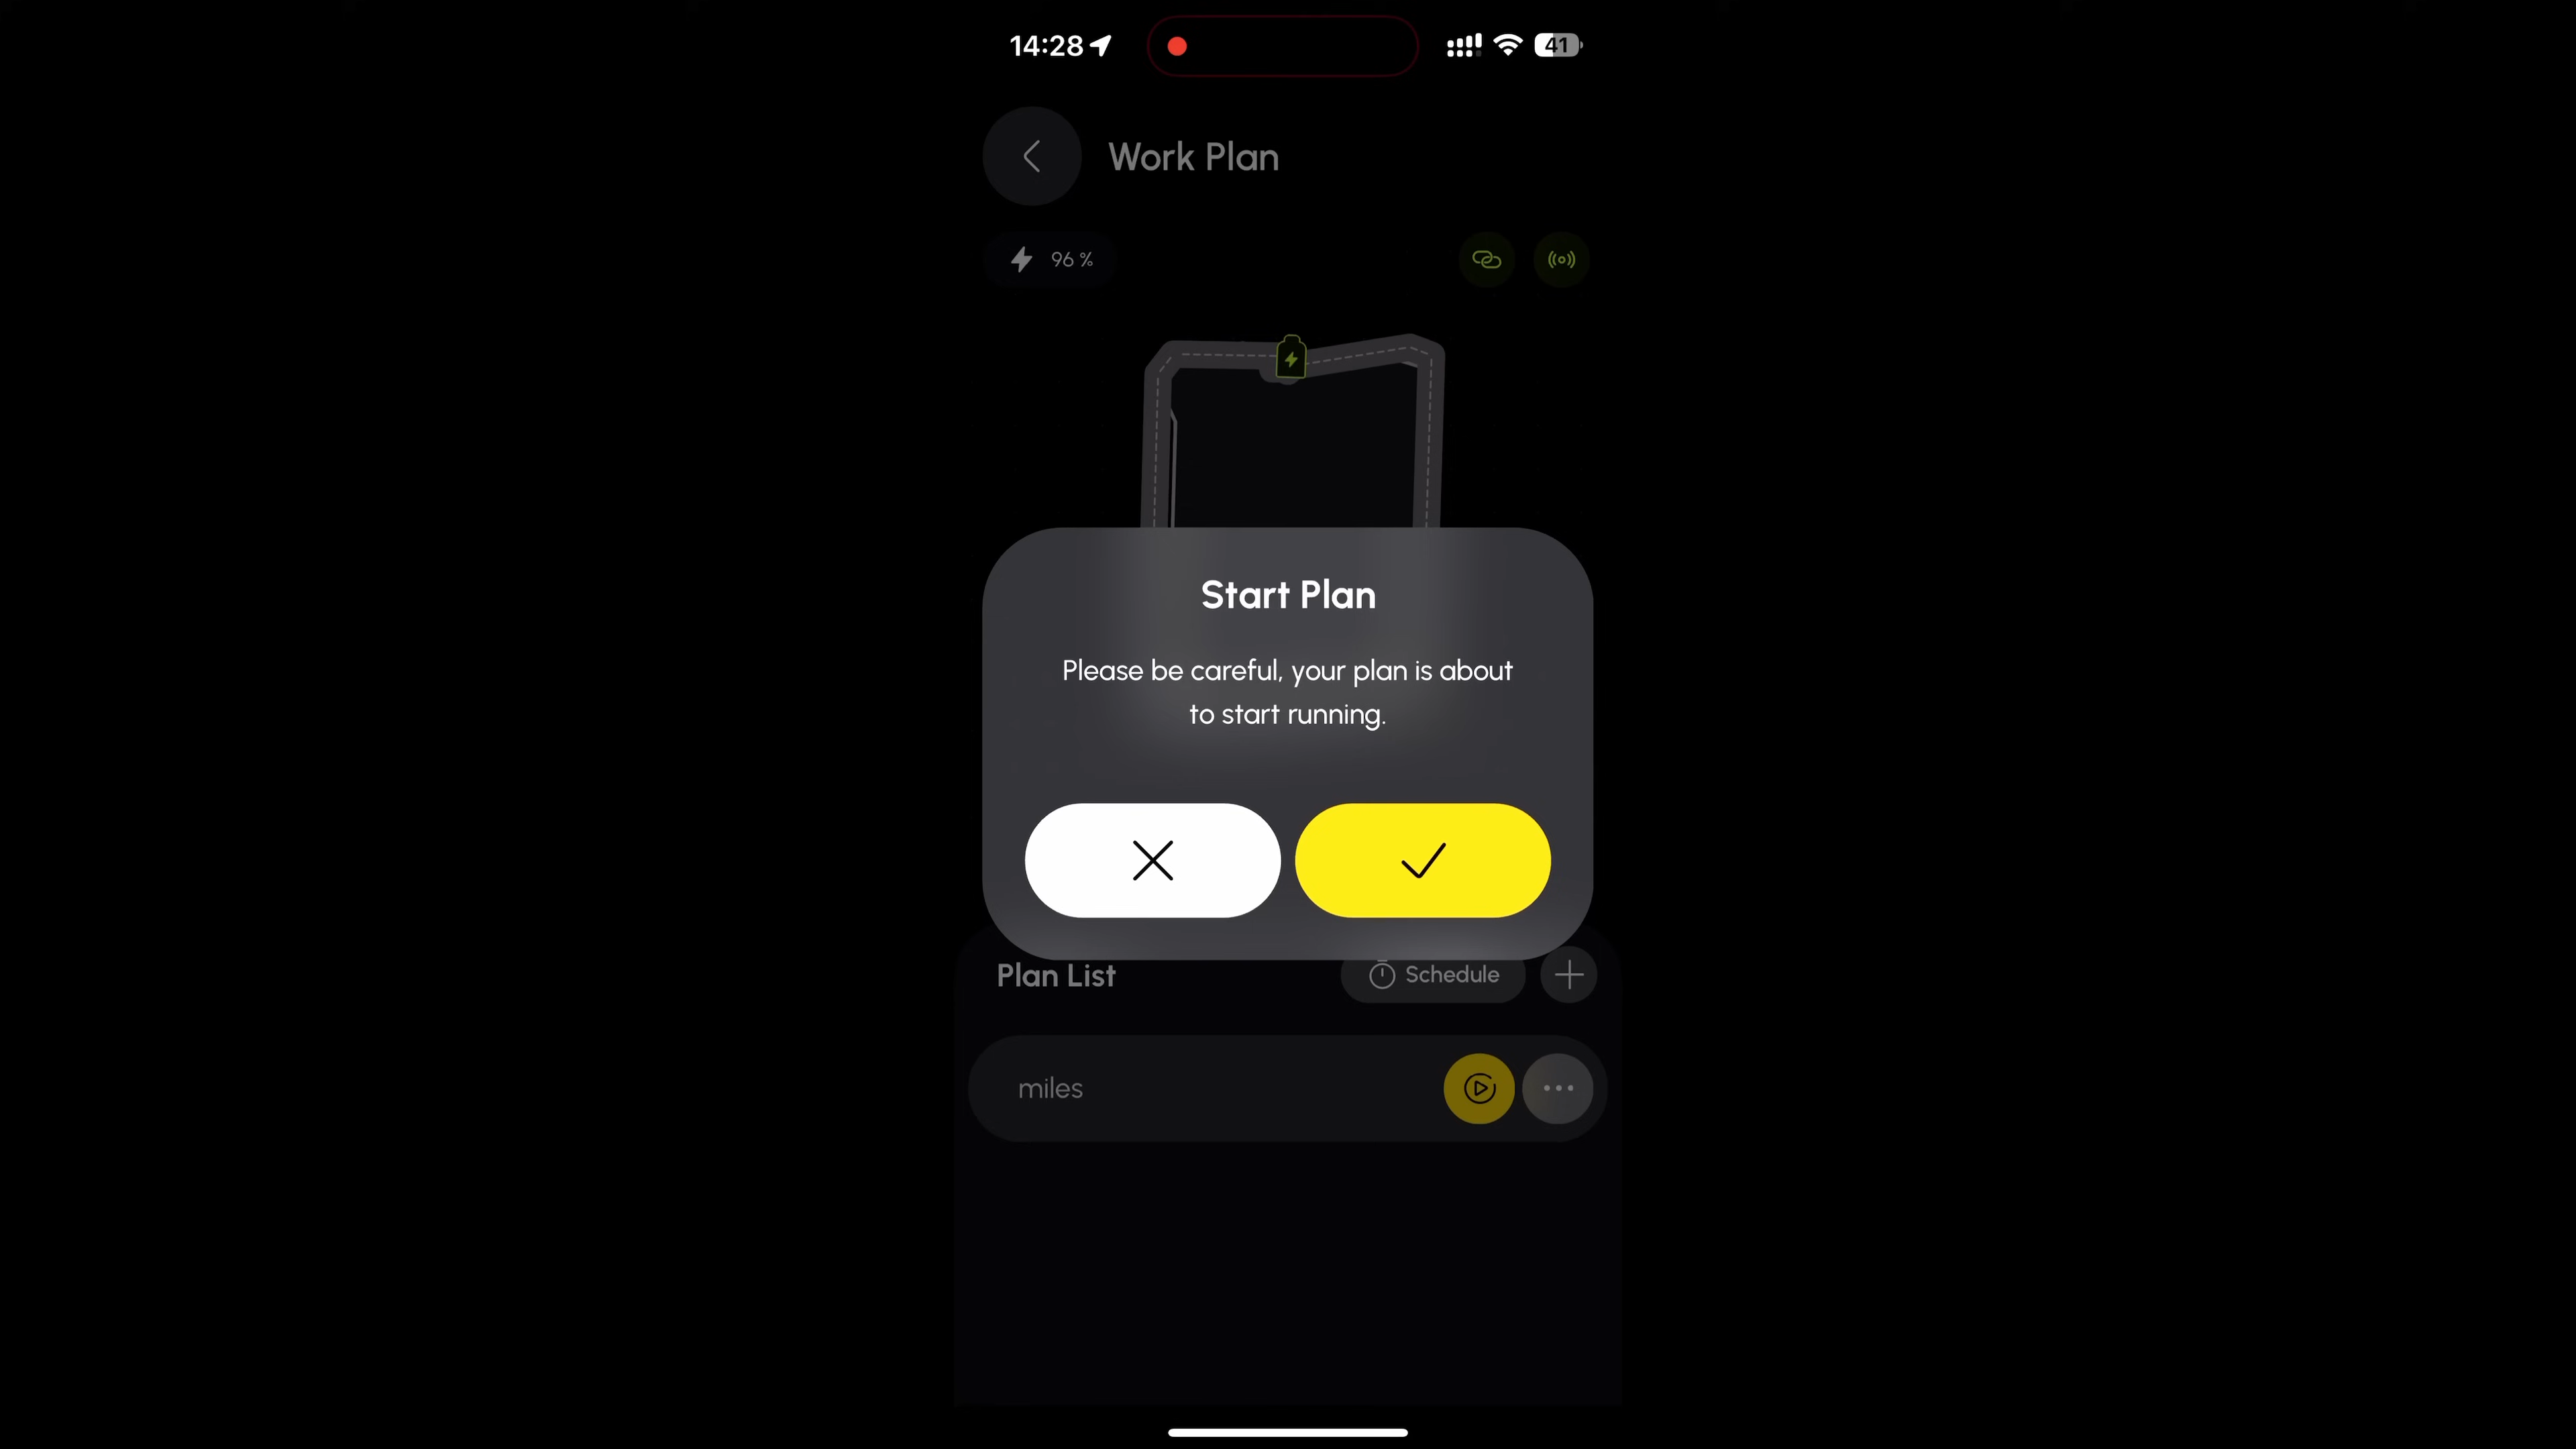 14:28
41
Work Plan
96 %
Start Plan
Please be careful, your plan is about
to start running.
Plan List
Schedule
miles